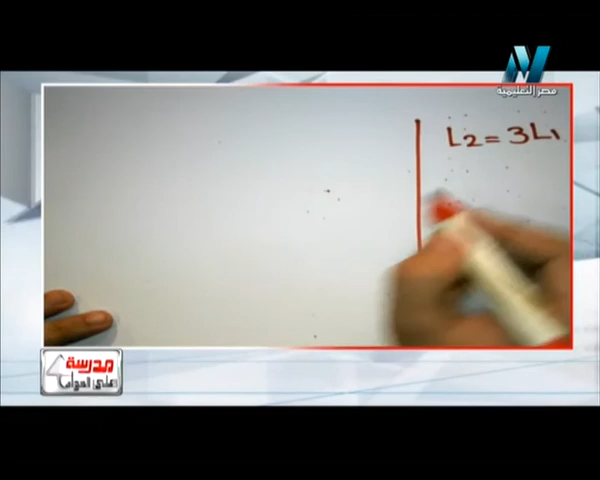 مصر التعليمية
L2 = 3L1
مدرسة
على الهواء